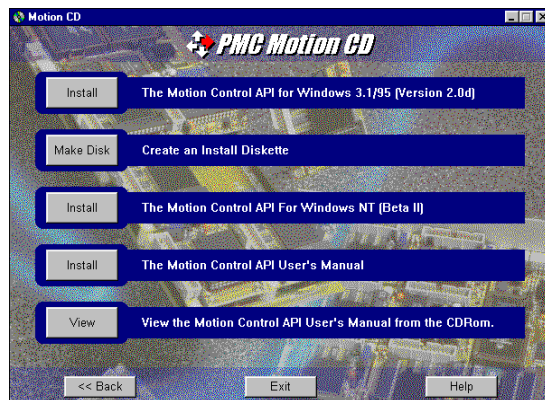 Motion CD
PMC Motion CD
Install
The Motion Control API for Windows 3.1/95 (Version 2.0d)
Make Disk
Create an Install Diskette
Install
The Motion Control API For Windows NT (Beta II)
Install
The Motion Control API User's Manual
View
View the Motion Control API User's Manual from the CDRom.
<< Back
Exit
Help